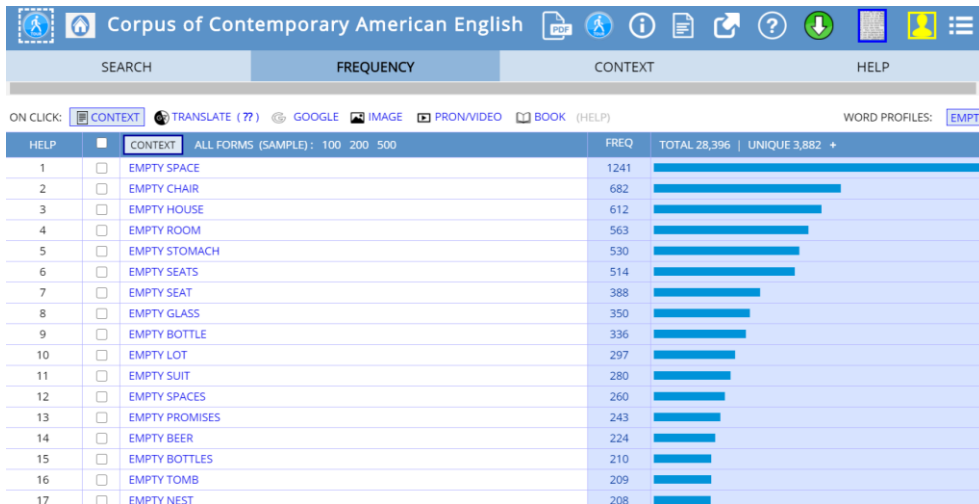 Corpus of Contemporary American English PDF
SEARCH FREQUENCY CONTEXT HELP
ON CLICK: CONTEXT TRANSLATE (??) GOOGLE IMAGE PRON/VIDEO BOOK (HELP) WORD PROFILES: EMPT
HELP CONTEXT ALL FORMS (SAMPLE): 100 200 500 FREQ TOTAL 28,396 | UNIQUE 3,882 +
1 EMPTY SPACE 1241
2 EMPTY CHAIR 682
3 EMPTY HOUSE 612
4 EMPTY ROOM 563
5 EMPTY STOMACH 530
6 EMPTY SEATS 514
7 EMPTY SEAT 388
8 EMPTY GLASS 350
9 EMPTY BOTTLE 336
10 EMPTY LOT 297
11 EMPTY SUIT 280
12 EMPTY SPACES 260
13 EMPTY PROMISES 243
14 EMPTY BEER 224
15 EMPTY BOTTLES 210
16 EMPTY TOMB 209
17 EMPTY NEST 208